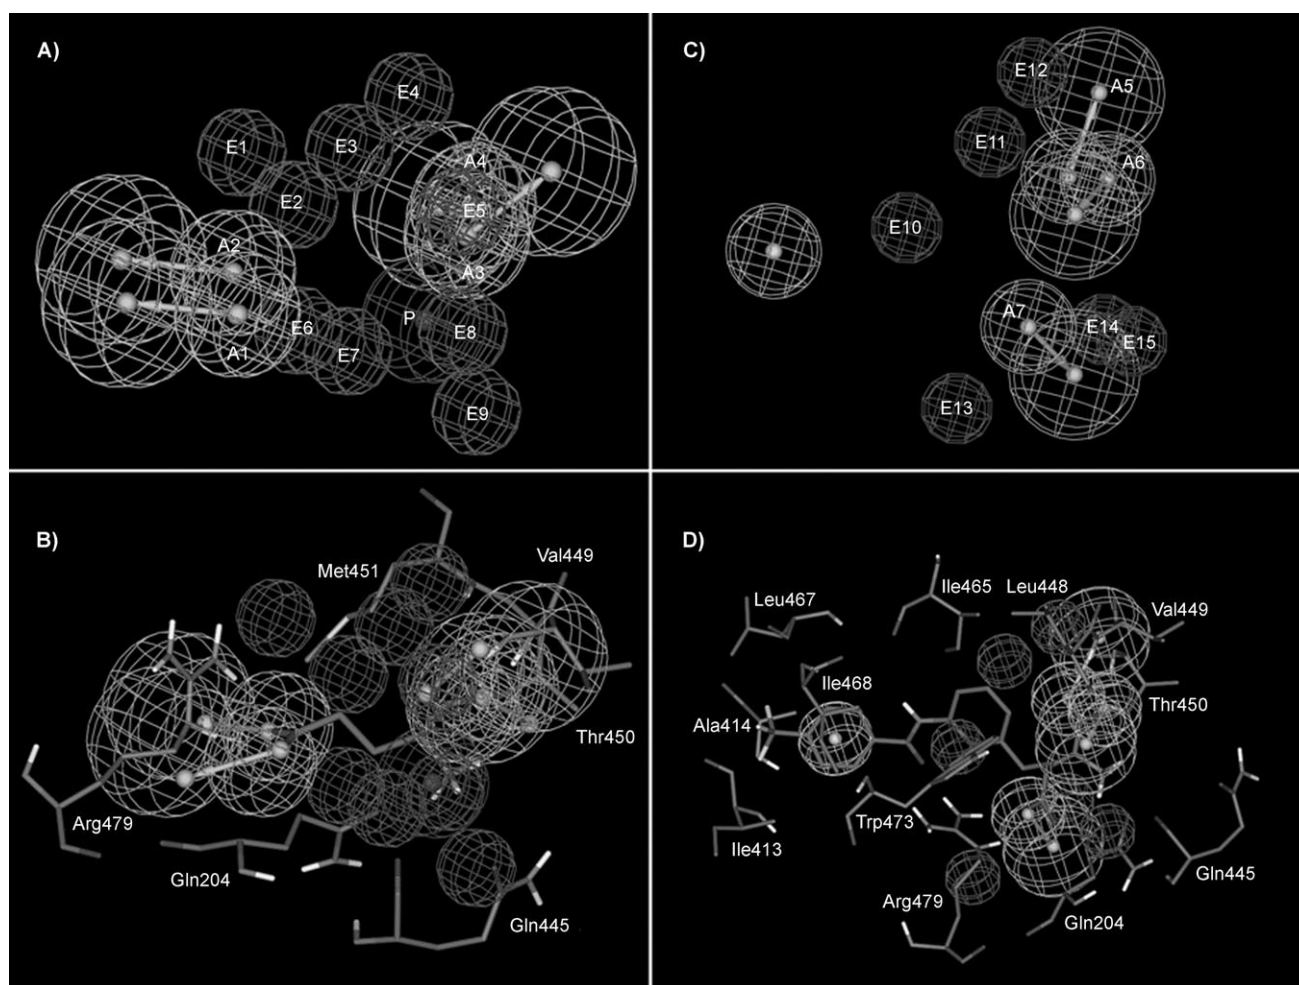 A)
E4
E1
E3
A4
E2
E5
A2
A3
E6
P
E8
A1
E7
E9
C)
E12
A5
E11
A6
E10
A7
E14
E15
E13
B)
Met451
Val449
Thr450
Arg479
Gln204
Gln445
D)
Leu467
Ile465
Leu448
Val449
Ile468
Ala414
Thr450
Trp473
Ile413
Gln445
Arg479
Gln204